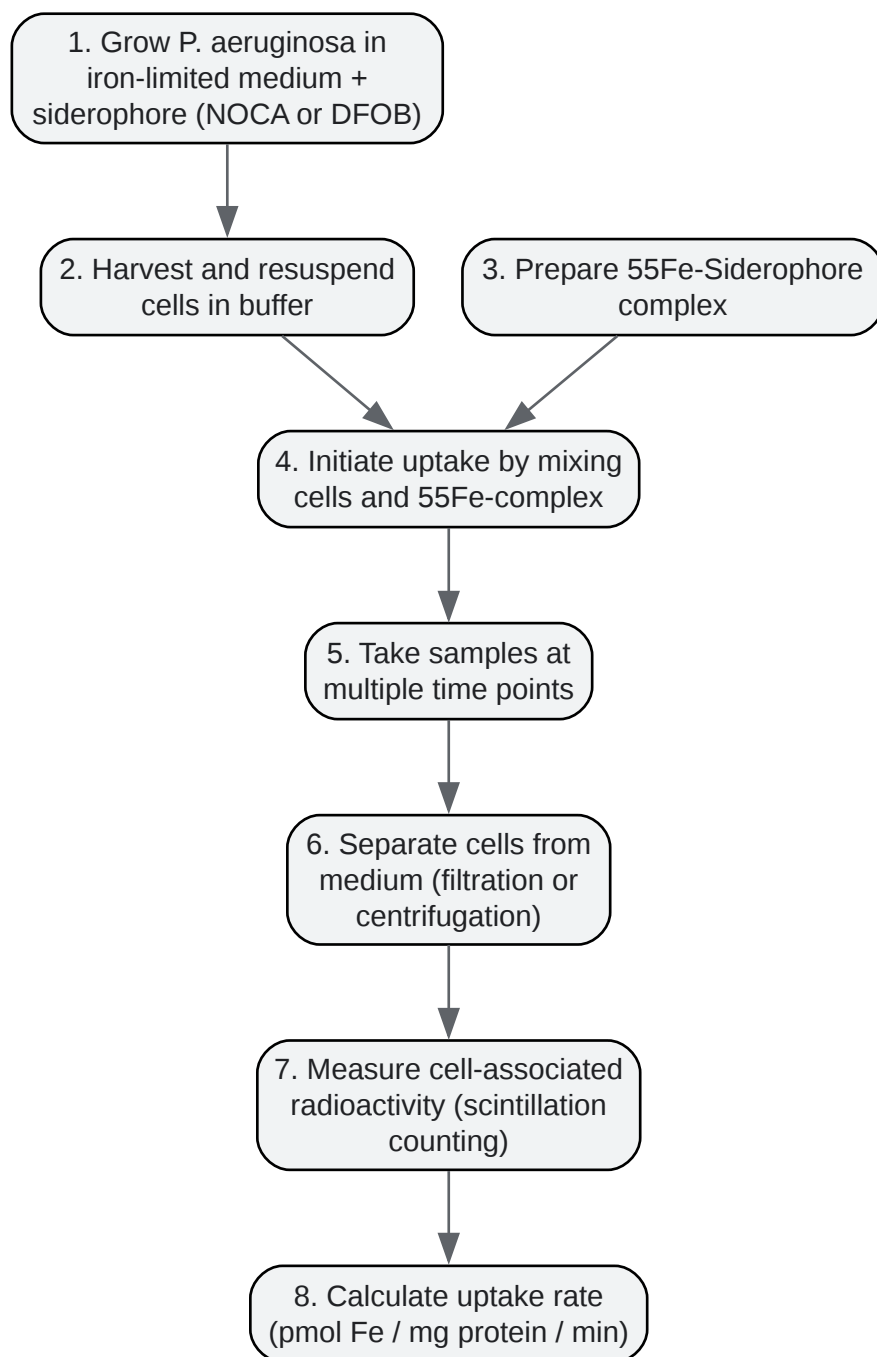 1. Grow P. aeruginosa in
iron-limited medium +
siderophore (NOCA or DFOB)
2. Harvest and resuspend
cells in buffer
3. Prepare 55Fe-Siderophore
complex
4. Initiate uptake by mixing
cells and 55Fe-complex
5. Take samples at
multiple time points
6. Separate cells from
medium (filtration or
centrifugation)
7. Measure cell-associated
radioactivity (scintillation
counting)
8. Calculate uptake rate
(pmol Fe / mg protein / min)